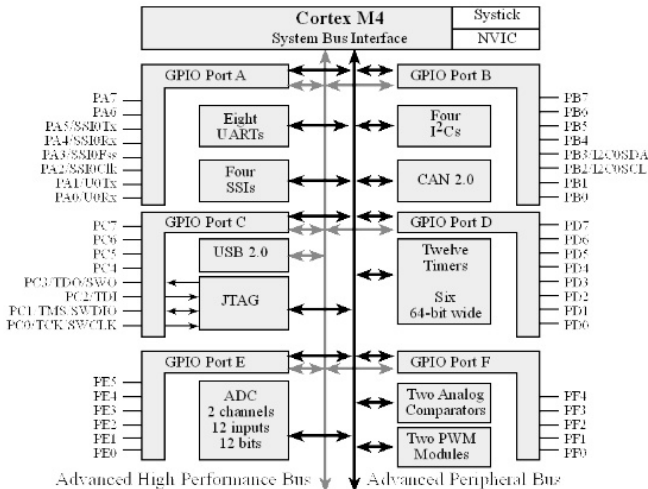 Cortex M4
System Bus Interface
Systick
NVIC
GPIO Port A
PA7
PA6
PA5/SSI0Tx
PA4/SSI0Rx
PA3/SSI0Fss
PA2/SSI0Clk
PA1/U0Tx
PA0/U0Rx
Eight
UARTs
Four
SSIs
GPIO Port B
PB7
PB6
PB5
PB4
PB3/I2C0SDA
PB2/I2C0SCL
PB1
PB0
Four
I²Cs
CAN 2.0
GPIO Port C
PC7
PC6
PC5
PC4
PC3/TDO/SWO
PC2/TDI
PC1/TMS/SWDIO
PC0/TCK/SWCLK
USB 2.0
JTAG
GPIO Port D
PD7
PD6
PD5
PD4
PD3
PD2
PD1
PD0
Twelve
Timers
Six
64-bit wide
GPIO Port E
PE5
PE4
PE3
PE2
PE1
PE0
ADC
2 channels
12 inputs
12 bits
GPIO Port F
PF4
PF3
PF2
PF1
PF0
Two Analog
Comparators
Two PWM
Modules
Advanced High Performance Bus
Advanced Peripheral Bus